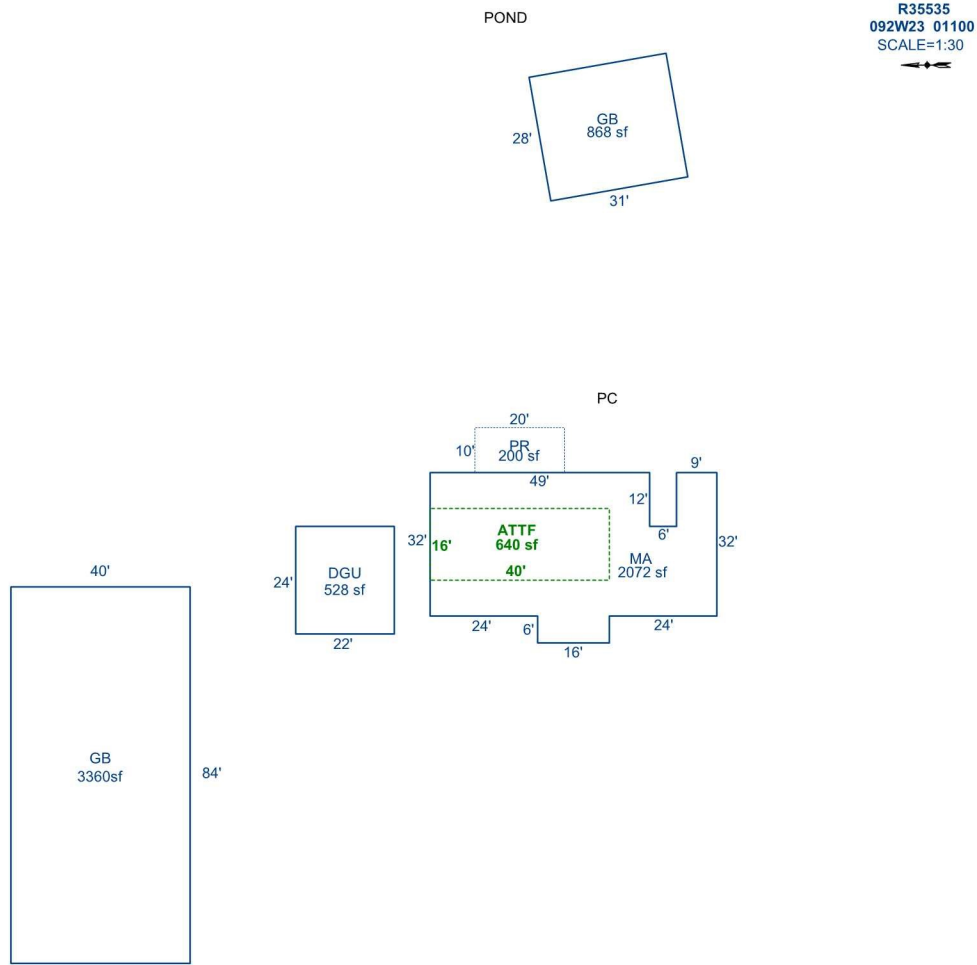 POND
R35535
092W23 01100
SCALE=1:30
GB
868 sf
28'
31'
PC
20'
10'
PR
200 sf
49'
9'
12'
6'
32'
16'
ATTF
640 sf
40'
MA
2072 sf
32'
24'
6'
16'
24'
24'
DGU
528 sf
22'
40'
GB
3360sf
84'